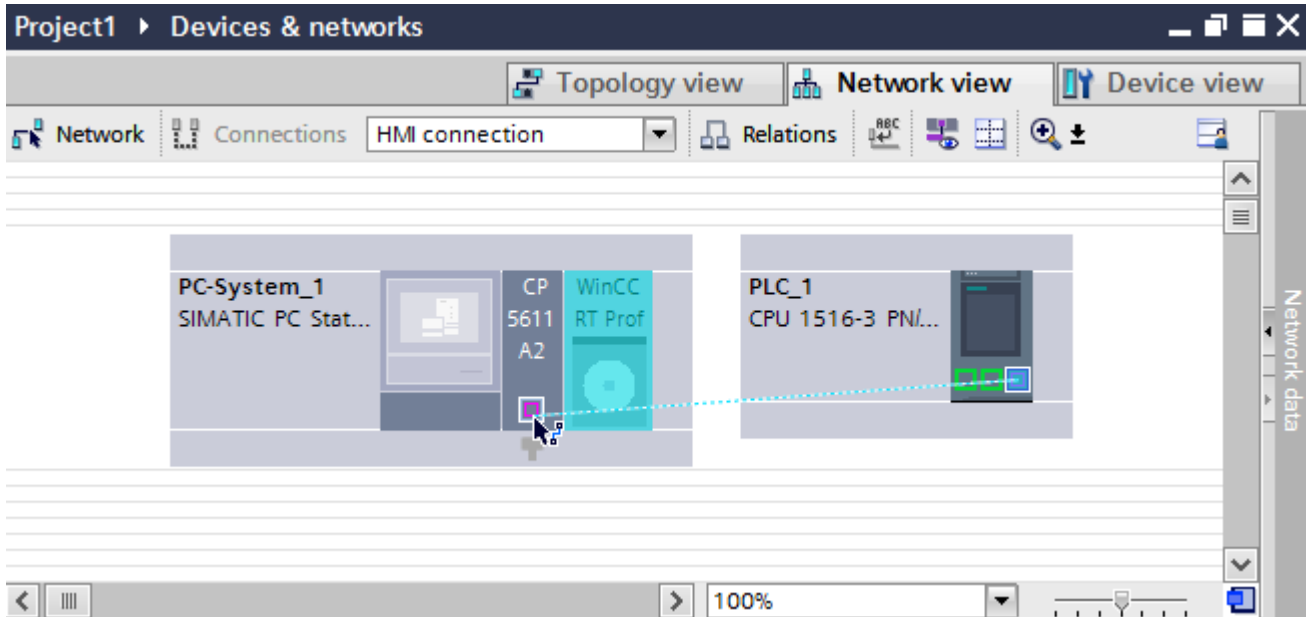 Project1 ▸ Devices & networks
Topology view
Network view
Device view
Network
Connections
HMI connection
Relations
ABC
PC-System_1
SIMATIC PC Stat...
CP
5611
A2
WinCC
RT Prof
PLC_1
CPU 1516-3 PN/...
Network data
100%